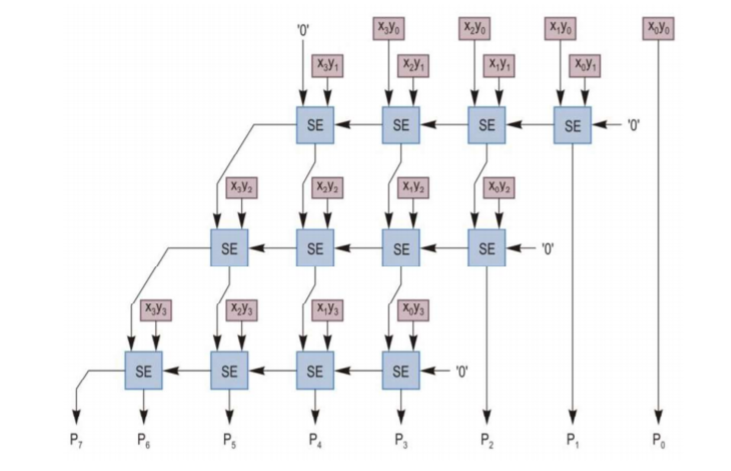 '0' x₃y₀ x₂y₀ x₁y₀ x₀y₀
x₃y₁ x₂y₁ x₁y₁ x₀y₁
SE SE SE SE '0'
x₃y₂ x₂y₂ x₁y₂ x₀y₂
SE SE SE SE '0'
x₃y₃ x₂y₃ x₁y₃ x₀y₃
SE SE SE SE '0'
P₇ P₆ P₅ P₄ P₃ P₂ P₁ P₀